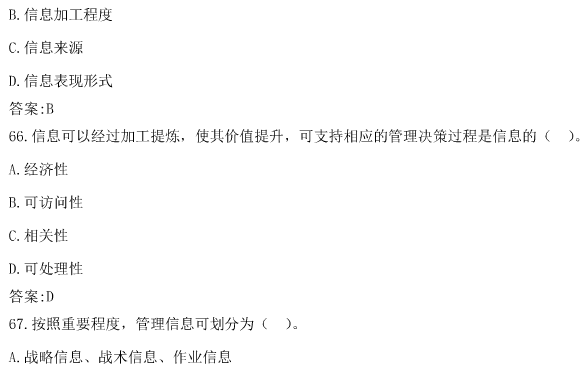 B.信息加工程度
C.信息来源
D.信息表现形式
答案:B
66.信息可以经过加工提炼，使其价值提升，可支持相应的管理决策过程是信息的（  ）。
A.经济性
B.可访问性
C.相关性
D.可处理性
答案:D
67.按照重要程度，管理信息可划分为（  ）。
A.战略信息、战术信息、作业信息